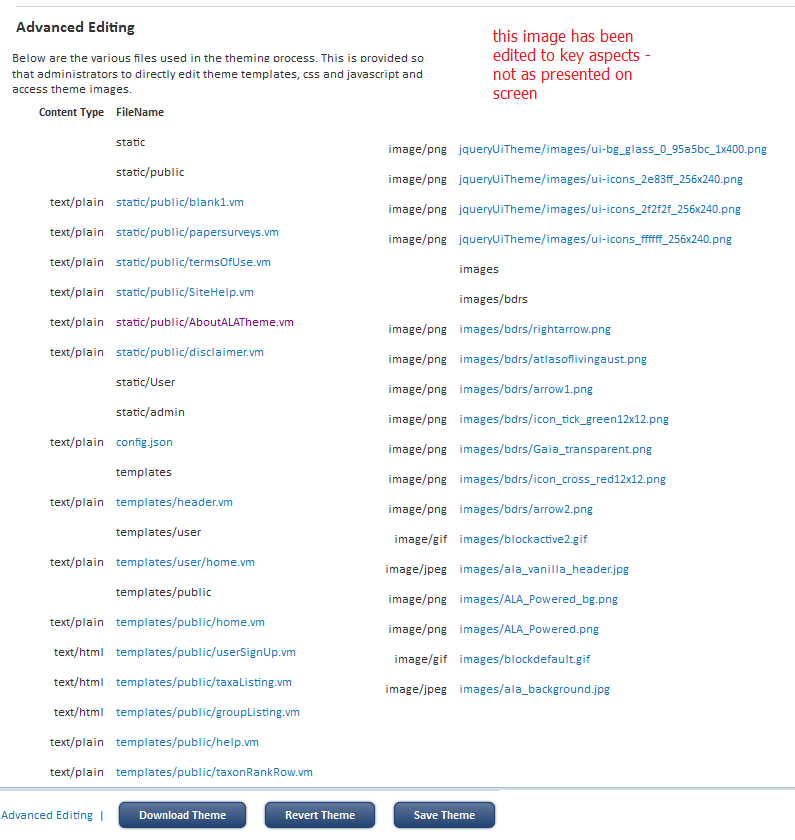 Advanced Editing
Below are the various files used in the theming process. This is provided so
that administrators to directly edit theme templates, css and javascript and
access theme images.
this image has been
edited to key aspects -
not as presented on
screen
Content Type FileName
static
static/public
text/plain static/public/blank1.vm
text/plain static/public/papersurveys.vm
text/plain static/public/termsOfUse.vm
text/plain static/public/SiteHelp.vm
text/plain static/public/AboutALATheme.vm
text/plain static/public/disclaimer.vm
static/User
static/admin
text/plain config.json
templates
text/plain templates/header.vm
templates/user
text/plain templates/user/home.vm
templates/public
text/plain templates/public/home.vm
text/html templates/public/userSignUp.vm
text/html templates/public/taxaListing.vm
text/html templates/public/groupListing.vm
text/plain templates/public/help.vm
text/plain templates/public/taxonRankRow.vm
image/png jqueryUiTheme/images/ui-bg_glass_0_95a5bc_1x400.png
image/png jqueryUiTheme/images/ui-icons_2e83ff_256x240.png
image/png jqueryUiTheme/images/ui-icons_2f2f2f_256x240.png
image/png jqueryUiTheme/images/ui-icons_ffffff_256x240.png
images
images/bdrs
image/png images/bdrs/rightarrow.png
image/png images/bdrs/atlasoflivingaust.png
image/png images/bdrs/arrow1.png
image/png images/bdrs/icon_tick_green12x12.png
image/png images/bdrs/Gaia_transparent.png
image/png images/bdrs/icon_cross_red12x12.png
image/png images/bdrs/arrow2.png
image/gif images/blockactive2.gif
image/jpeg images/ala_vanilla_header.jpg
image/png images/ALA_Powered_bg.png
image/png images/ALA_Powered.png
image/gif images/blockdefault.gif
image/jpeg images/ala_background.jpg
Advanced Editing | Download Theme Revert Theme Save Theme